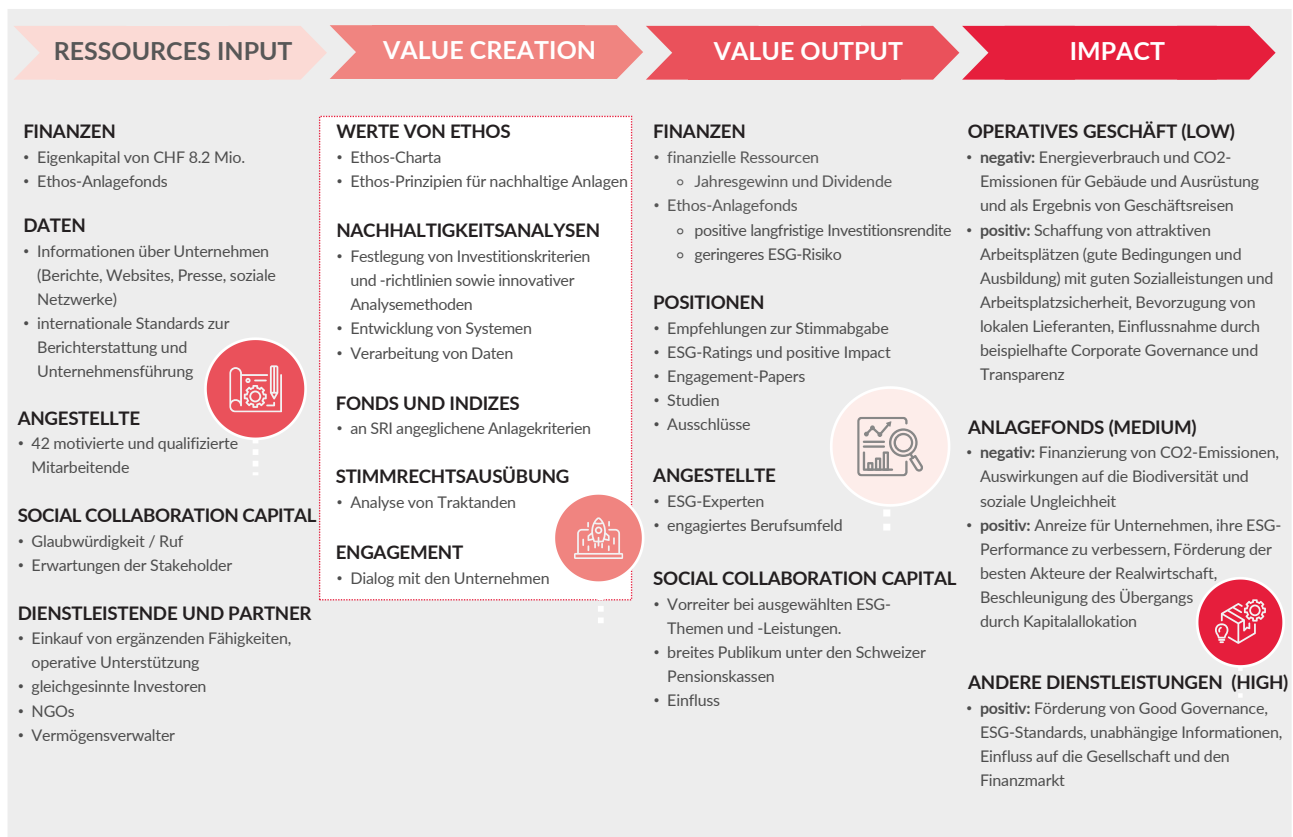 RESSOURCES INPUT
VALUE CREATION
VALUE OUTPUT
IMPACT
FINANZEN
• Eigenkapital von CHF 8.2 Mio.
• Ethos-Anlagefonds
DATEN
• Informationen über Unternehmen
(Berichte, Websites, Presse, soziale
Netzwerke)
• internationale Standards zur
Berichterstattung und
Unternehmensführung
ANGESTELLTE
• 42 motivierte und qualifizierte
Mitarbeitende
SOCIAL COLLABORATION CAPITAL
• Glaubwürdigkeit / Ruf
• Erwartungen der Stakeholder
DIENSTLEISTENDE UND PARTNER
• Einkauf von ergänzenden Fähigkeiten,
operative Unterstützung
• gleichgesinnte Investoren
• NGOs
• Vermögensverwalter
WERTE VON ETHOS
• Ethos-Charta
• Ethos-Prinzipien für nachhaltige Anlagen
NACHHALTIGKEITSANALYSEN
• Festlegung von Investitionskriterien
und -richtlinien sowie innovativer
Analysemethoden
• Entwicklung von Systemen
• Verarbeitung von Daten
FONDS UND INDIZES
• an SRI angeglichene Anlagekriterien
STIMMRECHTSAUSÜBUNG
• Analyse von Traktanden
ENGAGEMENT
• Dialog mit den Unternehmen
FINANZEN
• finanzielle Ressourcen
◦ Jahresgewinn und Dividende
• Ethos-Anlagefonds
◦ positive langfristige Investitionsrendite
◦ geringeres ESG-Risiko
POSITIONEN
• Empfehlungen zur Stimmabgabe
• ESG-Ratings und positive Impact
• Engagement-Papers
• Studien
• Ausschlüsse
ANGESTELLTE
• ESG-Experten
• engagiertes Berufsumfeld
SOCIAL COLLABORATION CAPITAL
• Vorreiter bei ausgewählten ESG-
Themen und -Leistungen.
• breites Publikum unter den Schweizer
Pensionskassen
• Einfluss
OPERATIVES GESCHÄFT (LOW)
• negativ: Energieverbrauch und CO2-
Emissionen für Gebäude und Ausrüstung
und als Ergebnis von Geschäftsreisen
• positiv: Schaffung von attraktiven
Arbeitsplätzen (gute Bedingungen und
Ausbildung) mit guten Sozialleistungen und
Arbeitsplatzsicherheit, Bevorzugung von
lokalen Lieferanten, Einflussnahme durch
beispielhafte Corporate Governance und
Transparenz
ANLAGEFONDS (MEDIUM)
• negativ: Finanzierung von CO2-Emissionen,
Auswirkungen auf die Biodiversität und
soziale Ungleichheit
• positiv: Anreize für Unternehmen, ihre ESG-
Performance zu verbessern, Förderung der
besten Akteure der Realwirtschaft,
Beschleunigung des Übergangs
durch Kapitalallokation
ANDERE DIENSTLEISTUNGEN (HIGH)
• positiv: Förderung von Good Governance,
ESG-Standards, unabhängige Informationen,
Einfluss auf die Gesellschaft und den
Finanzmarkt